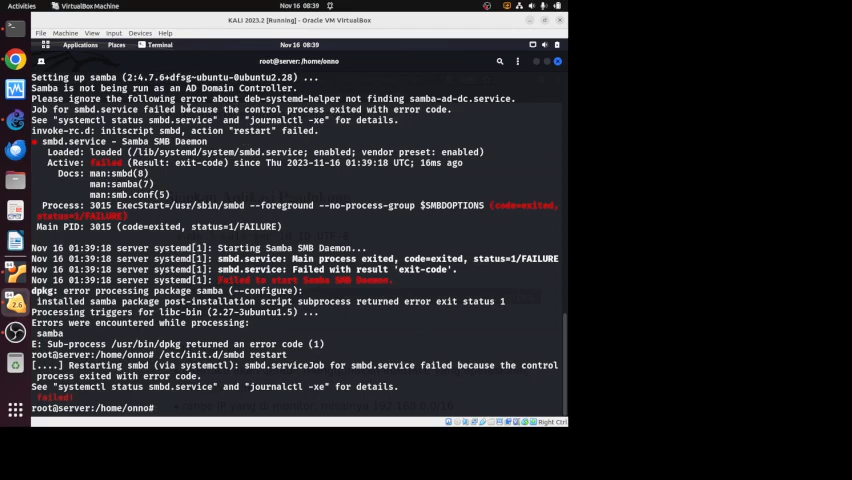 Activities
VirtualBox Machine
Nov 16 08:39
KALI 2023.2 [Running] - Oracle VM VirtualBox
File Machine View Input Devices Help
Applications Places Terminal
Nov 16 08:39
root@server:/home/onno
Setting up samba (2:4.7.6+dfsg~ubuntu-0ubuntu2.28) ...
Samba is not being run as an AD Domain Controller.
Please ignore the following error about deb-systemd-helper not finding samba-ad-dc.service.
Job for smbd.service failed because the control process exited with error code.
See "systemctl status smbd.service" and "journalctl -xe" for details.
invoke-rc.d: initscript smbd, action "restart" failed.
● smbd.service - Samba SMB Daemon
Loaded: loaded (/lib/systemd/system/smbd.service; enabled; vendor preset: enabled)
Active: failed (Result: exit-code) since Thu 2023-11-16 01:39:18 UTC; 16ms ago
Docs: man:smbd(8)
man:samba(7)
man:smb.conf(5)
Process: 3015 ExecStart=/usr/sbin/smbd --foreground --no-process-group $SMBDOPTIONS (code=exited,
status=1/FAILURE)
Main PID: 3015 (code=exited, status=1/FAILURE)
Nov 16 01:39:18 server systemd[1]: Starting Samba SMB Daemon...
Nov 16 01:39:18 server systemd[1]: smbd.service: Main process exited, code=exited, status=1/FAILURE
Nov 16 01:39:18 server systemd[1]: smbd.service: Failed with result 'exit-code'.
Nov 16 01:39:18 server systemd[1]: Failed to start Samba SMB Daemon.
dpkg: error processing package samba (--configure):
installed samba package post-installation script subprocess returned error exit status 1
Processing triggers for libc-bin (2.27-3ubuntu1.5) ...
Errors were encountered while processing:
samba
E: Sub-process /usr/bin/dpkg returned an error code (1)
root@server:/home/onno# /etc/init.d/smbd restart
[....] Restarting smbd (via systemctl): smbd.serviceJob for smbd.service failed because the control
process exited with error code.
See "systemctl status smbd.service" and "journalctl -xe" for details.
failed!
root@server:/home/onno#
Right Ctrl